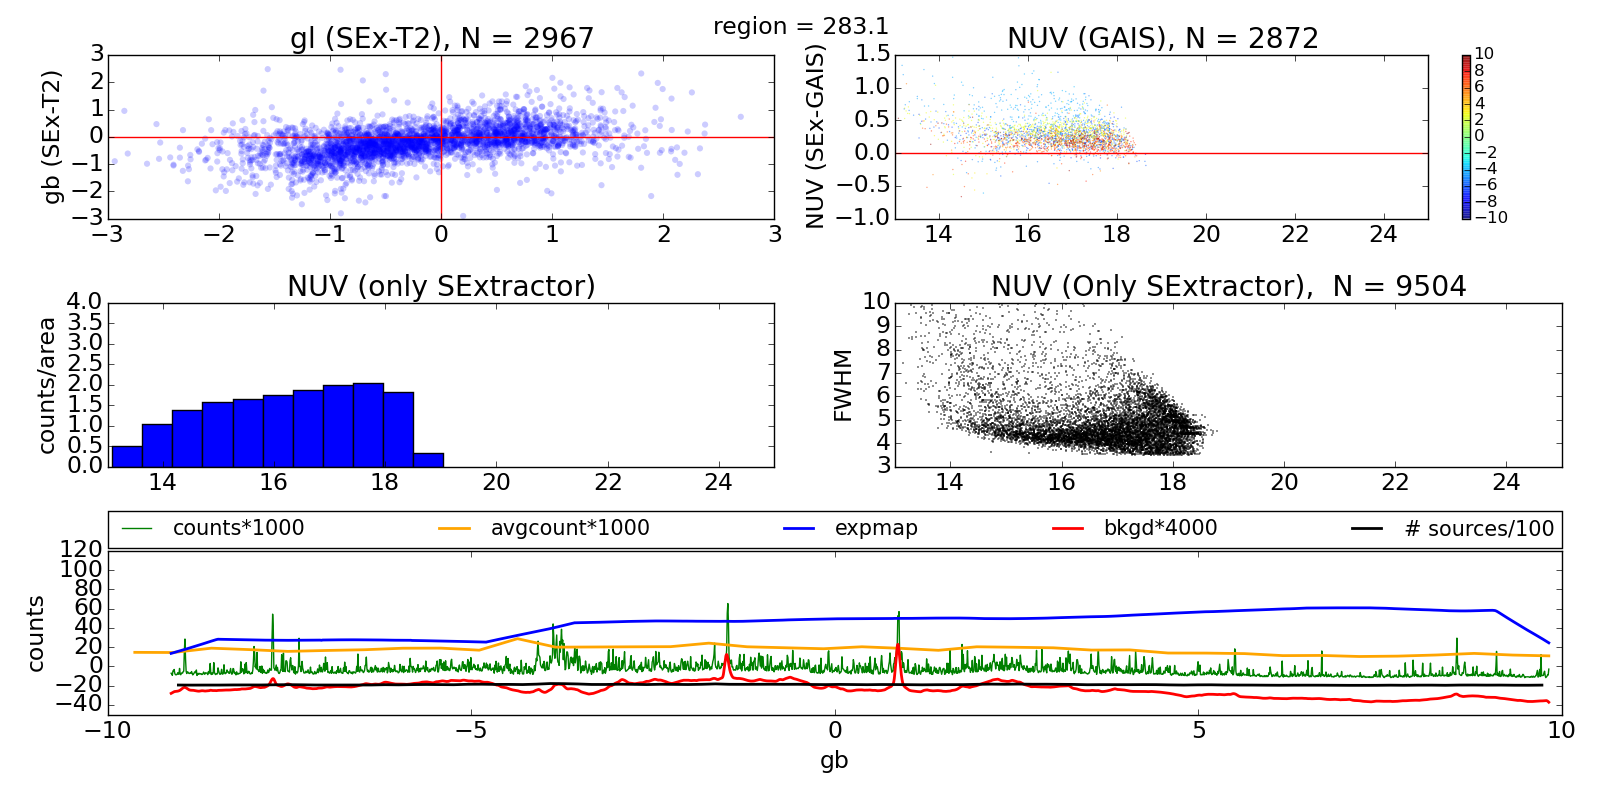 region = 283.1
gl (SEx-T2), N = 2967
gb (SEx-T2)
3
2
1
0
−1
−2
−3
−3 −2 −1 0 1 2 3
NUV (GAIS), N = 2872
NUV (SEx-GAIS)
1.5
1.0
0.5
0.0
−0.5
−1.0
14 16 18 20 22 24
10
8
6
4
2
0
−2
−4
−6
−8
−10
NUV (only SExtractor)
counts/area
4.0
3.5
3.0
2.5
2.0
1.5
1.0
0.5
0.0
14 16 18 20 22 24
NUV (Only SExtractor),  N = 9504
FWHM
10
9
8
7
6
5
4
3
14 16 18 20 22 24
counts*1000 avgcount*1000 expmap bkgd*4000 # sources/100
counts
120
100
80
60
40
20
0
−20
−40
−10 −5 0 5 10
gb